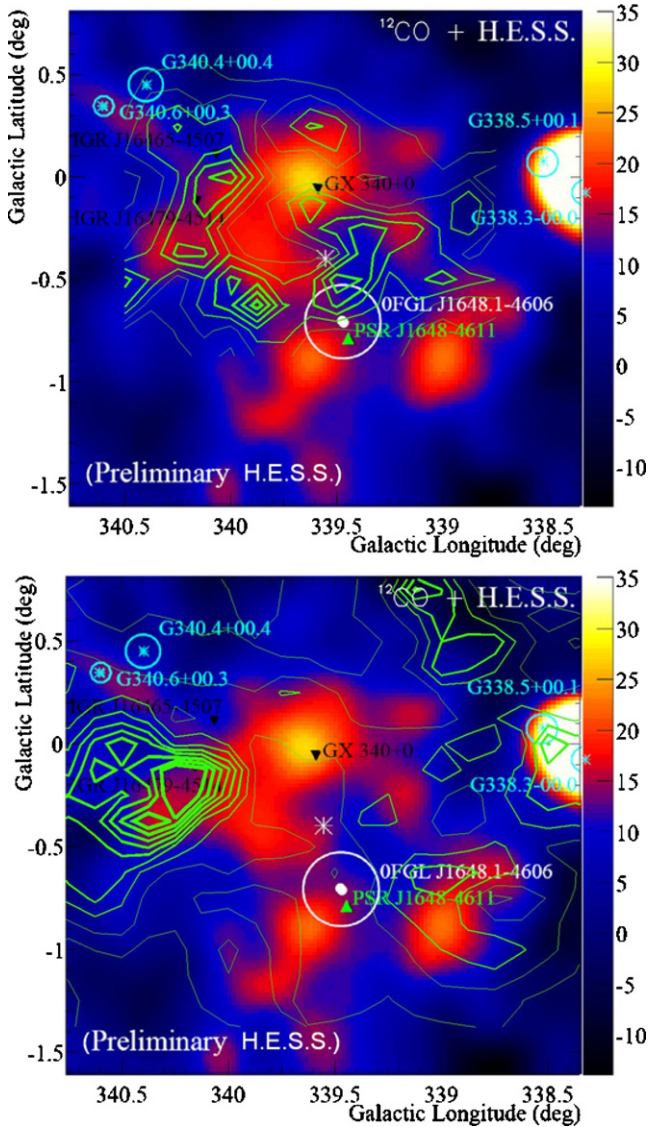 ¹²CO + H.E.S.S.
35
30
25
20
15
10
5
0
-5
-10
Galactic Latitude (deg)
0.5
0
-0.5
-1
-1.5
G340.4+00.4
G340.6+00.3
IGR J16465-4507
GX 340+0
G338.5+00.1
G338.3-00.0
0FGL J1648.1-4606
PSR J1648-4611
(Preliminary H.E.S.S.)
340.5
340
339.5
339
338.5
Galactic Longitude (deg)
¹²CO + H.E.S.S.
35
30
25
20
15
10
5
0
-5
-10
Galactic Latitude (deg)
0.5
0
-0.5
-1
-1.5
G340.4+00.4
G340.6+00.3
IGR J16465-4507
GX 340+0
G338.5+00.1
G338.3-00.0
0FGL J1648.1-4606
PSR J1648-4611
(Preliminary H.E.S.S.)
340.5
340
339.5
339
338.5
Galactic Longitude (deg)